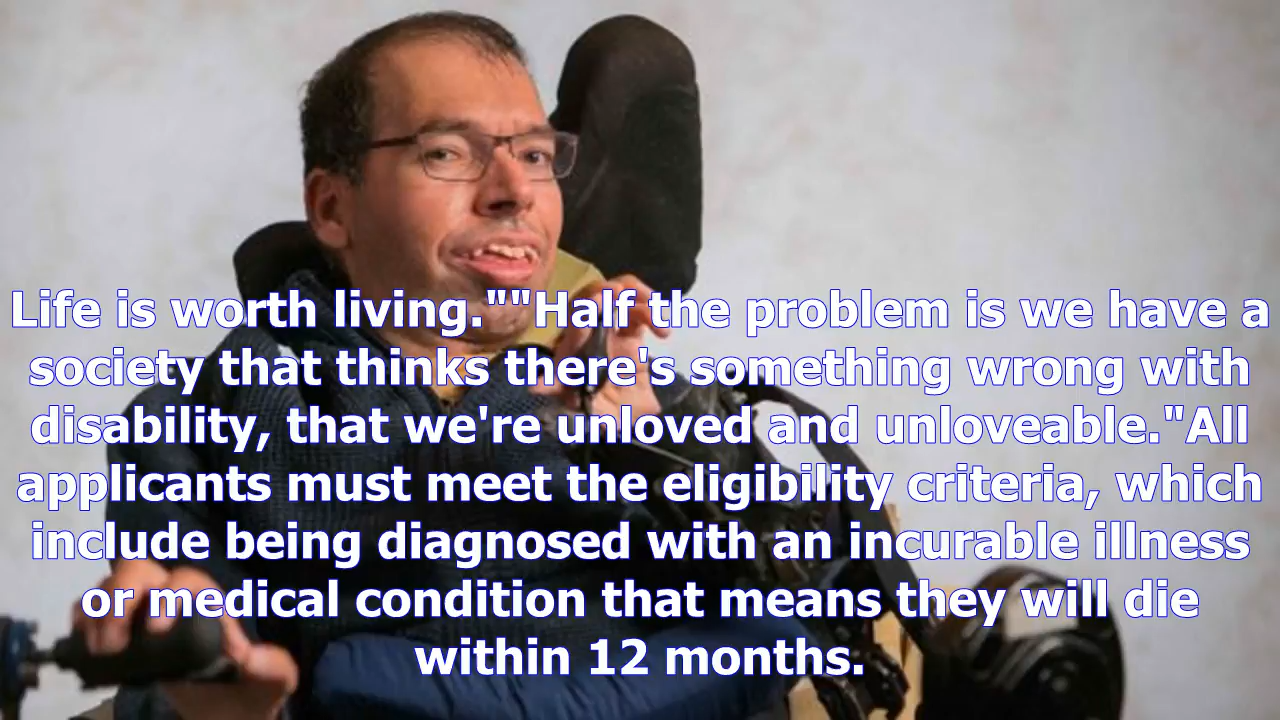 Life is worth living.""Half the problem is we have a
society that thinks there's something wrong with
disability, that we're unloved and unloveable."All
applicants must meet the eligibility criteria, which
include being diagnosed with an incurable illness
or medical condition that means they will die
within 12 months.